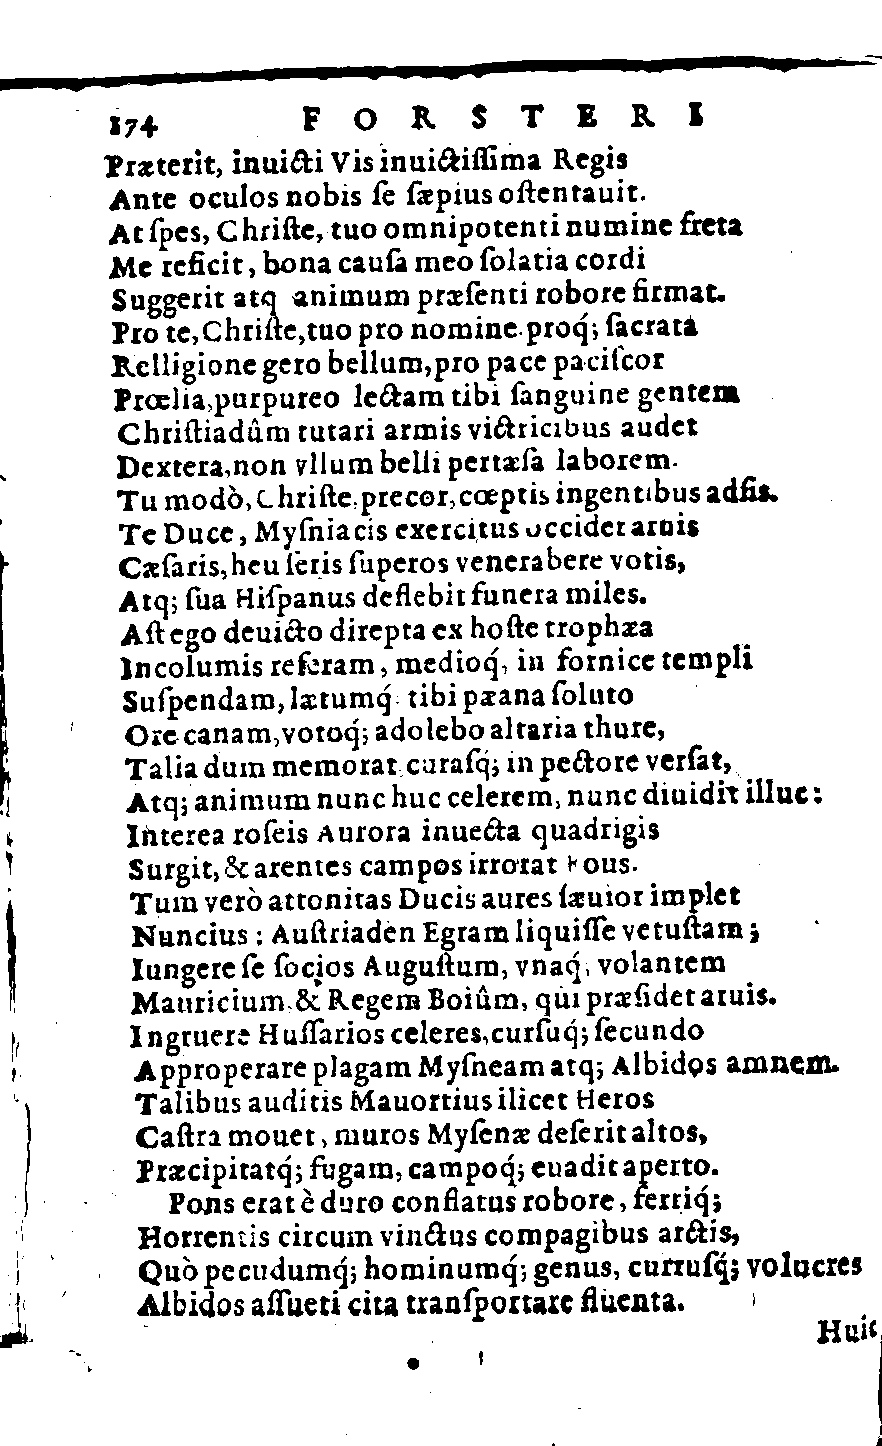 174 FORSTERI
Præterit, inuicti Vis inuictiſſima Regis
Ante oculos nobis ſe ſæpius oſtentauit.
At ſpes, Chriſte, tuo omnipotenti numine freta
Me reficit, bona cauſa meo ſolatia cordi
Suggerit atq animum præſenti robore firmat.
Pro te, Chriſte, tuo pro nomine proq́; ſacrata
Relligione gero bellum, pro pace paciſcor
Prœlia, purpureo lectam tibi ſanguine gentem
Chriſtiadûm tutari armis victricibus audet
Dextera, non vllum belli pertæſa laborem.
Tu modò, Chriſte, precor, cœptis ingentibus adſis.
Te Duce, Myſniacis exercitus occidet aruis
Cæſaris, heu ſeris ſuperos venerabere votis,
Atq; ſua Hiſpanus deflebit funera miles.
Aſt ego deuicto direpta ex hoſte trophæa
Incolumis referam, medioq́, in fornice templi
Suſpendam, lætumq́ tibi pæana ſoluto
Ore canam, votoq́; adolebo altaria thure,
Talia dum memorat curaſq́; in pectore verſat,
Atq; animum nunc huc celerem, nunc diuidit illuc:
Interea roſeis Aurora inuecta quadrigis
Surgit, & arentes campos irrorat Eous.
Tum verò attonitas Ducis aures ſæuior implet
Nuncius : Auſtriaden Egram liquiſſe vetuſtam;
Iungere ſe ſocios Auguſtum, vnaq́, volantem
Mauricium, & Regem Boiûm, qui præſidet aruis.
Ingruere Huſſarios celeres, curſuq́; ſecundo
Approperare plagam Myſneam atq; Albidos amnem.
Talibus auditis Mauortius ilicet Heros
Caſtra mouet, muros Myſenæ deſerit altos,
Præcipitatq́; fugam, campoq́; euadit aperto.
Pons erat è duro conflatus robore, ferriq́;
Horrentis circum vinctus compagibus arctis,
Quò pecudumq́; hominumq́; genus, curruſq́; volucres
Albidos aſſueti cita tranſportare fluenta.
Huic